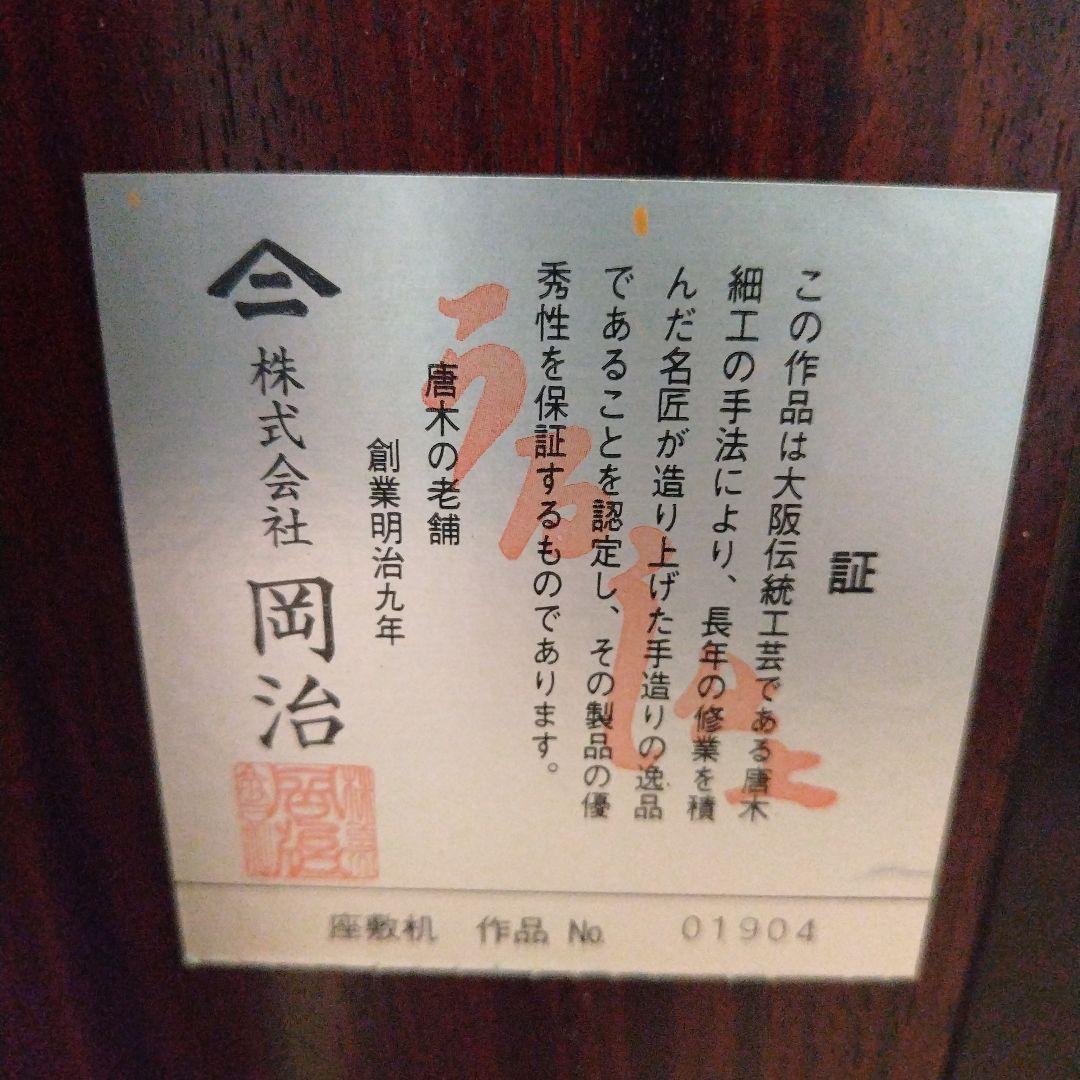 証
この作品は大阪伝統工芸である唐木
細工の手法により、長年の修業を積
んだ名匠が造り上げた手造りの逸品
であることを認定し、その製品の優
秀性を保証するものであります。
唐木の老舗
創業明治九年
株式会社 岡治
座敷机 作品 No. 01904